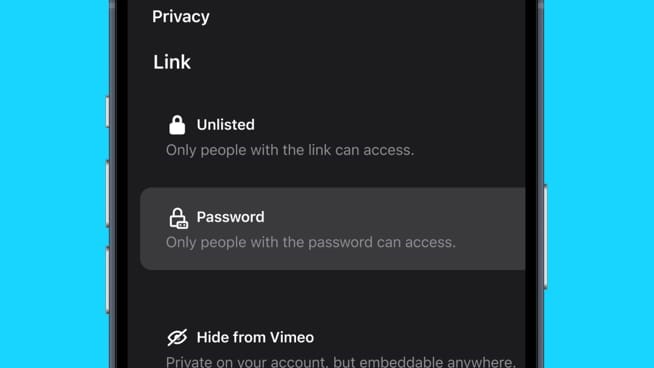 Privacy
Link
Unlisted
Only people with the link can access.
Password
Only people with the password can access.
Hide from Vimeo
Private on your account, but embeddable anywhere.